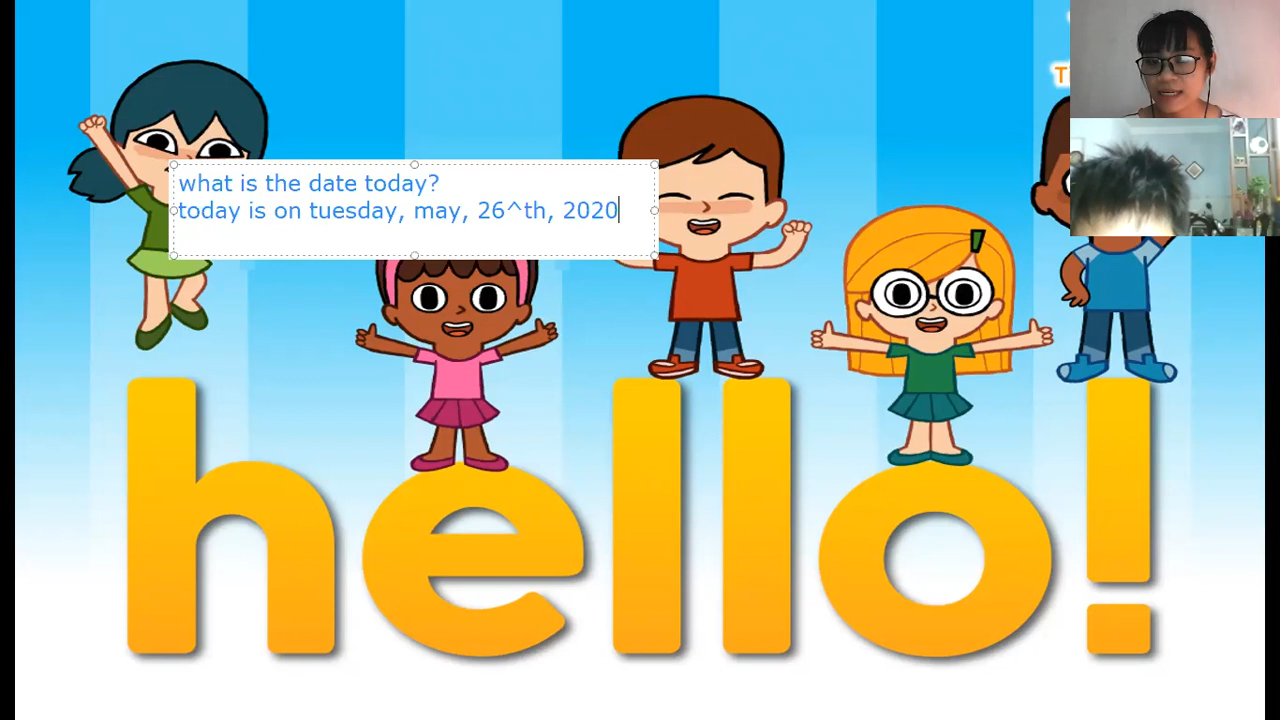 what is the date today?
today is on tuesday, may, 26^th, 2020
hello!